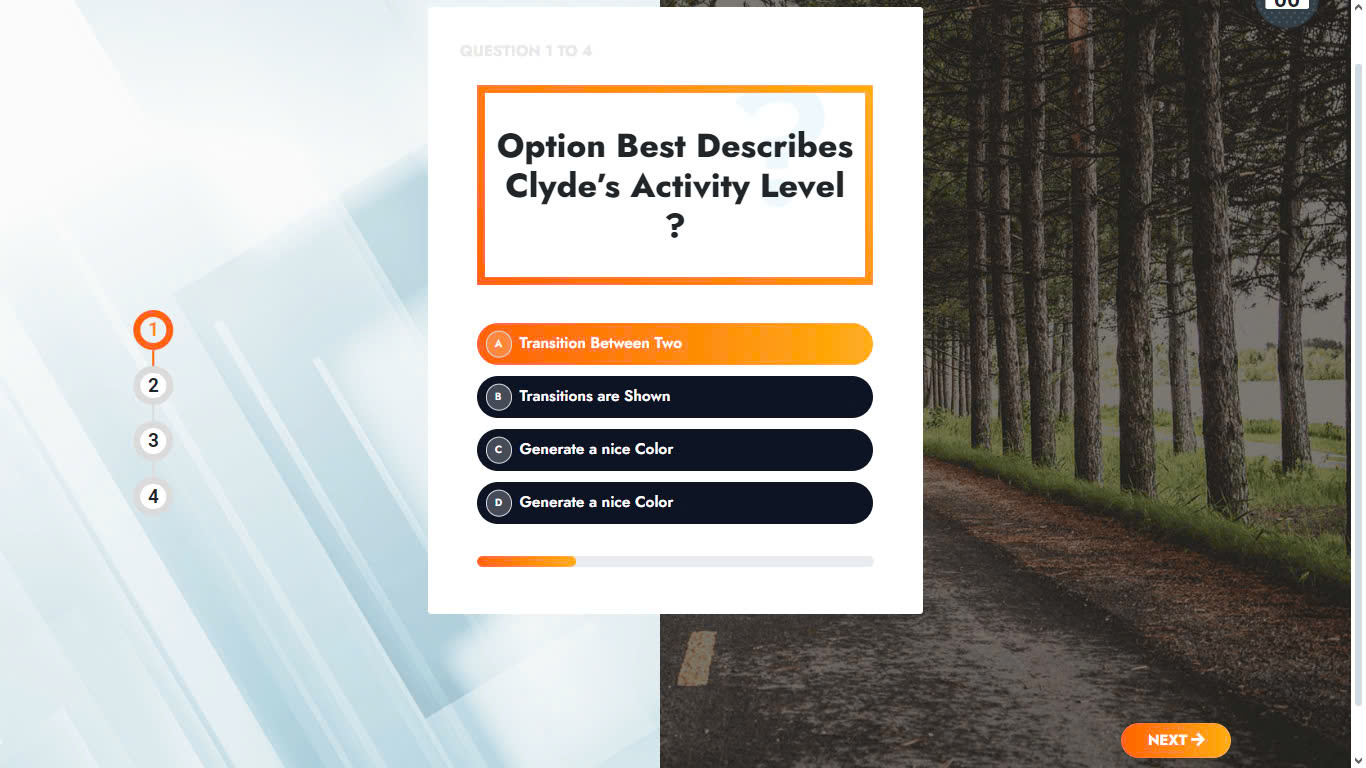 QUESTION 1 TO 4
Option Best Describes
Clyde's Activity Level
?
A Transition Between Two
B Transitions are Shown
C Generate a nice Color
D Generate a nice Color
1
2
3
4
NEXT